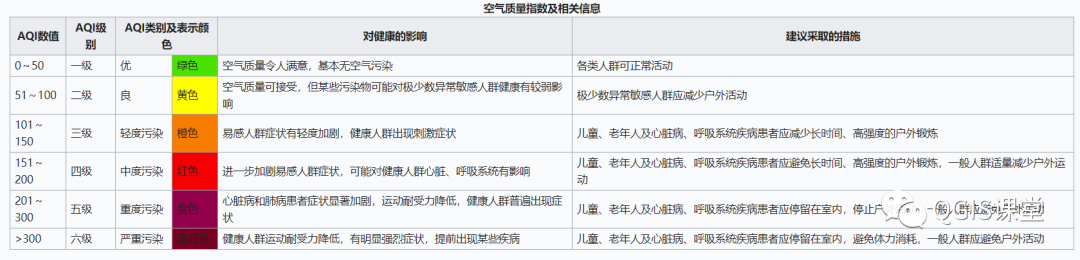 空气质量指数及相关信息
AQI数值 AQI级别 AQI类别及表示颜色 对健康的影响 建议采取的措施
0～50 一级 优 绿色 空气质量令人满意，基本无空气污染 各类人群可正常活动
51～100 二级 良 黄色 空气质量可接受，但某些污染物可能对极少数异常敏感人群健康有较弱影响 极少数异常敏感人群应减少户外活动
101～150 三级 轻度污染 橙色 易感人群症状有轻度加剧，健康人群出现刺激症状 儿童、老年人及心脏病、呼吸系统疾病患者应减少长时间、高强度的户外锻炼
151～200 四级 中度污染 红色 进一步加剧易感人群症状，可能对健康人群心脏、呼吸系统有影响 儿童、老年人及心脏病、呼吸系统疾病患者应避免长时间、高强度的户外锻炼，一般人群适量减少户外运动
201～300 五级 重度污染 紫色 心脏病和肺病患者症状显著加剧，运动耐受力降低，健康人群普遍出现症状 儿童、老年人及心脏病、呼吸系统疾病患者应停留在室内，停止户外 一般人群 户外活动
>300 六级 严重污染 健康人群运动耐受力降低，有明显强烈症状，提前出现某些疾病 儿童、老年人及心脏病、呼吸系统疾病患者应停留在室内，避免体力消耗，一般人群应避免户外活动
QGIS课堂